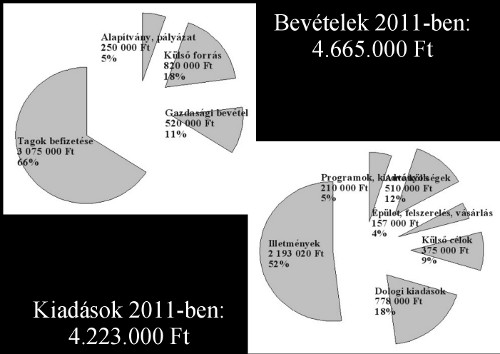 Bevételek 2011-ben:
4.665.000 Ft
Alapítvány, pályázat
250 000 Ft
5%
Külső forrás
820 000 Ft
18%
Gazdasági bevétel
520 000 Ft
11%
Tagok befizetése
3 075 000 Ft
66%
Programok,
210 000 Ft
5%
510 000 Ft
12%
Épület, felszerelés, vásárlás
157 000 Ft
4%
Illetmények
2 193 020 Ft
52%
Külső célok
375 000 Ft
9%
Dologi kiadások
778 000 Ft
18%
Kiadások 2011-ben:
4.223.000 Ft